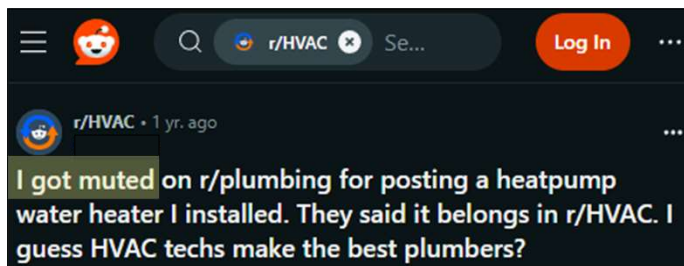 r/HVAC Se... Log In
r/HVAC • 1 yr. ago
I got muted on r/plumbing for posting a heatpump
water heater I installed. They said it belongs in r/HVAC. I
guess HVAC techs make the best plumbers?